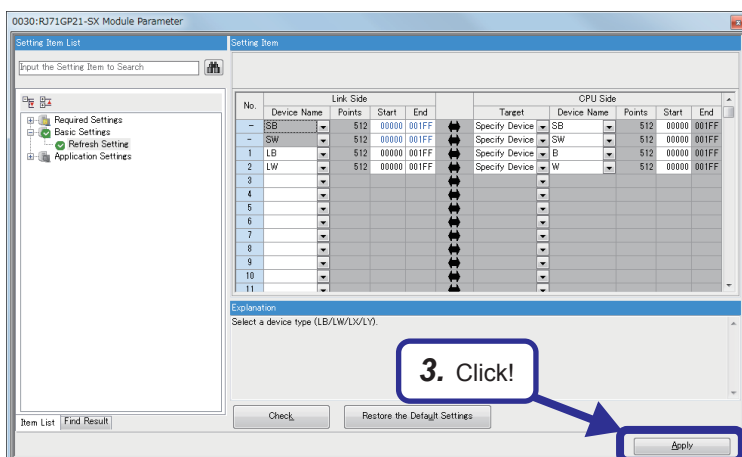 0030:RJ71GP21-SX Module Parameter
Setting Item List
Setting Item
Input the Setting Item to Search
Required Settings
Basic Settings
Refresh Setting
Application Settings
No. Link Side CPU Side
Device Name Points Start End Target Device Name Points Start End
- SB 512 00000 001FF Specify Device SB 512 00000 001FF
- SW 512 00000 001FF Specify Device SW 512 00000 001FF
1 LB 512 00000 001FF Specify Device B 512 00000 001FF
2 LW 512 00000 001FF Specify Device W 512 00000 001FF
3
4
5
6
7
8
9
10
11
Explanation
Select a device type (LB/LW/LX/LY).
3. Click!
Check
Restore the Default Settings
Item List Find Result
Apply